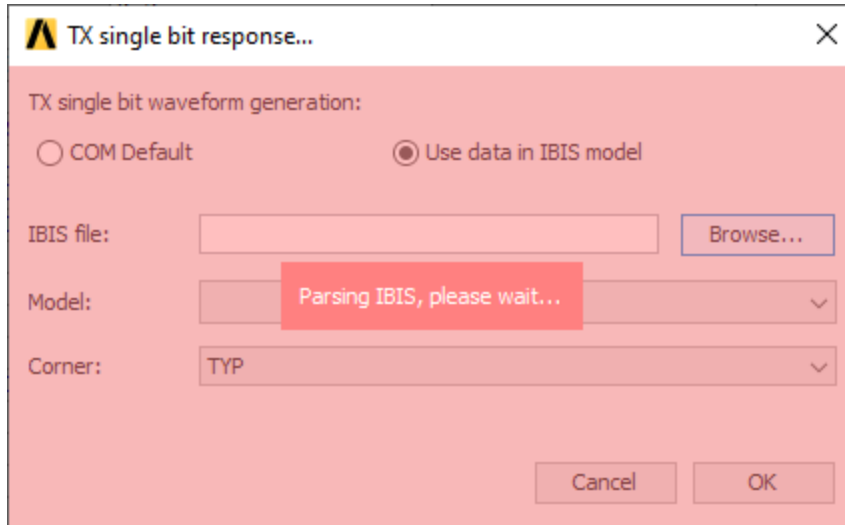 TX single bit response...
TX single bit waveform generation:
COM Default
Use data in IBIS model
IBIS file:
Browse...
Parsing IBIS, please wait...
Model:
Corner:
TYP
Cancel
OK